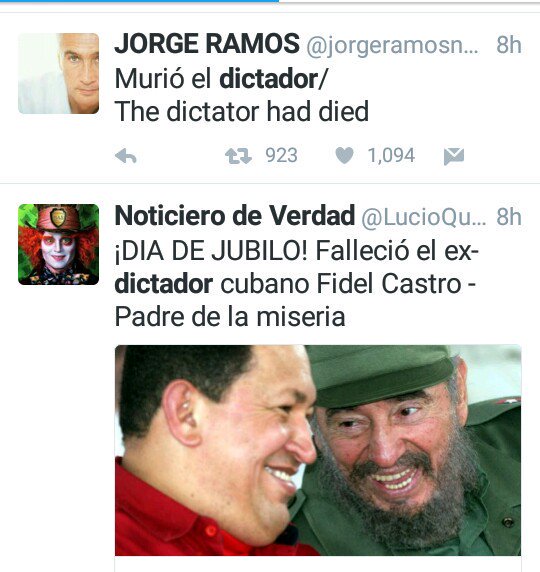 JORGE RAMOS @jorgeramosn... 8h
Murió el dictador/
The dictator had died
923 1,094
Noticiero de Verdad @LucioQu... 8h
¡DIA DE JUBILO! Falleció el ex-
dictador cubano Fidel Castro -
Padre de la miseria